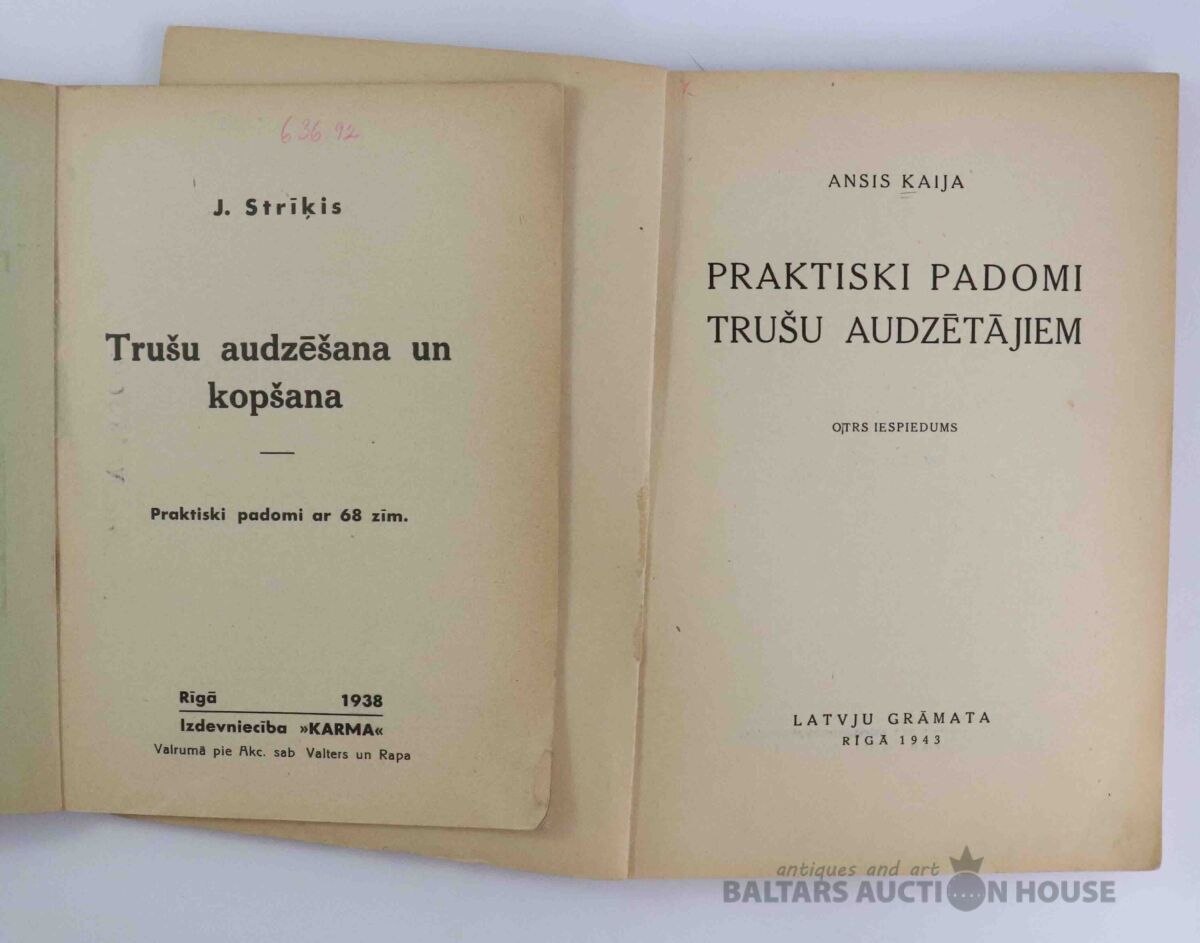 636.92
J. Strīķis
Trušu audzēšana un
kopšana
Praktiski padomi ar 68 zīm.
Rīgā 1938
Izdevniecība »KARMA«
Valrumā pie Akc. sab Valters un Rapa
ANSIS KAIJA
PRAKTISKI PADOMI
TRUŠU AUDZĒTĀJIEM
OTRS IESPIEDUMS
LATVJU GRĀMATA
RĪGĀ 1943
antiques and art
BALTARS AUCTION HOUSE